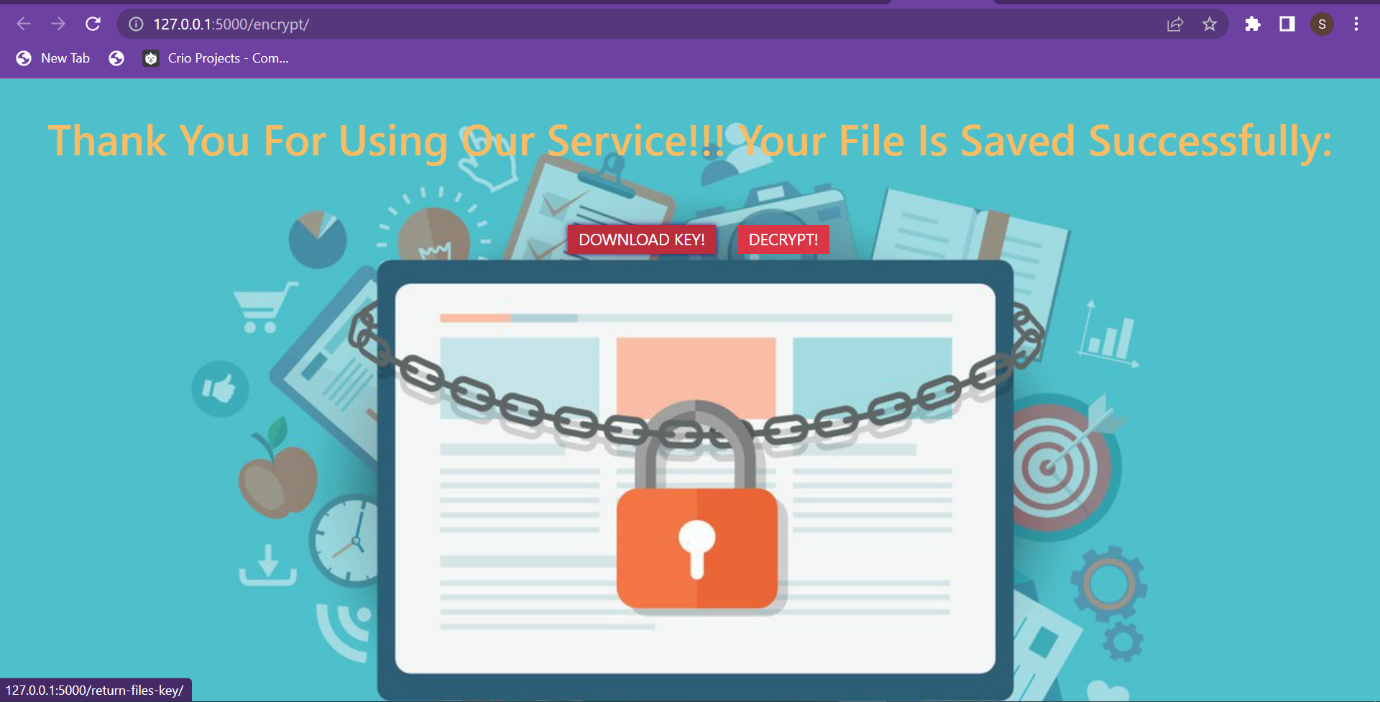 127.0.0.1:5000/encrypt/
S
New Tab
Crio Projects - Com...
Thank You For Using Our Service!!! Your File Is Saved Successfully:
DOWNLOAD KEY!
DECRYPT!
127.0.0.1:5000/return-files-key/